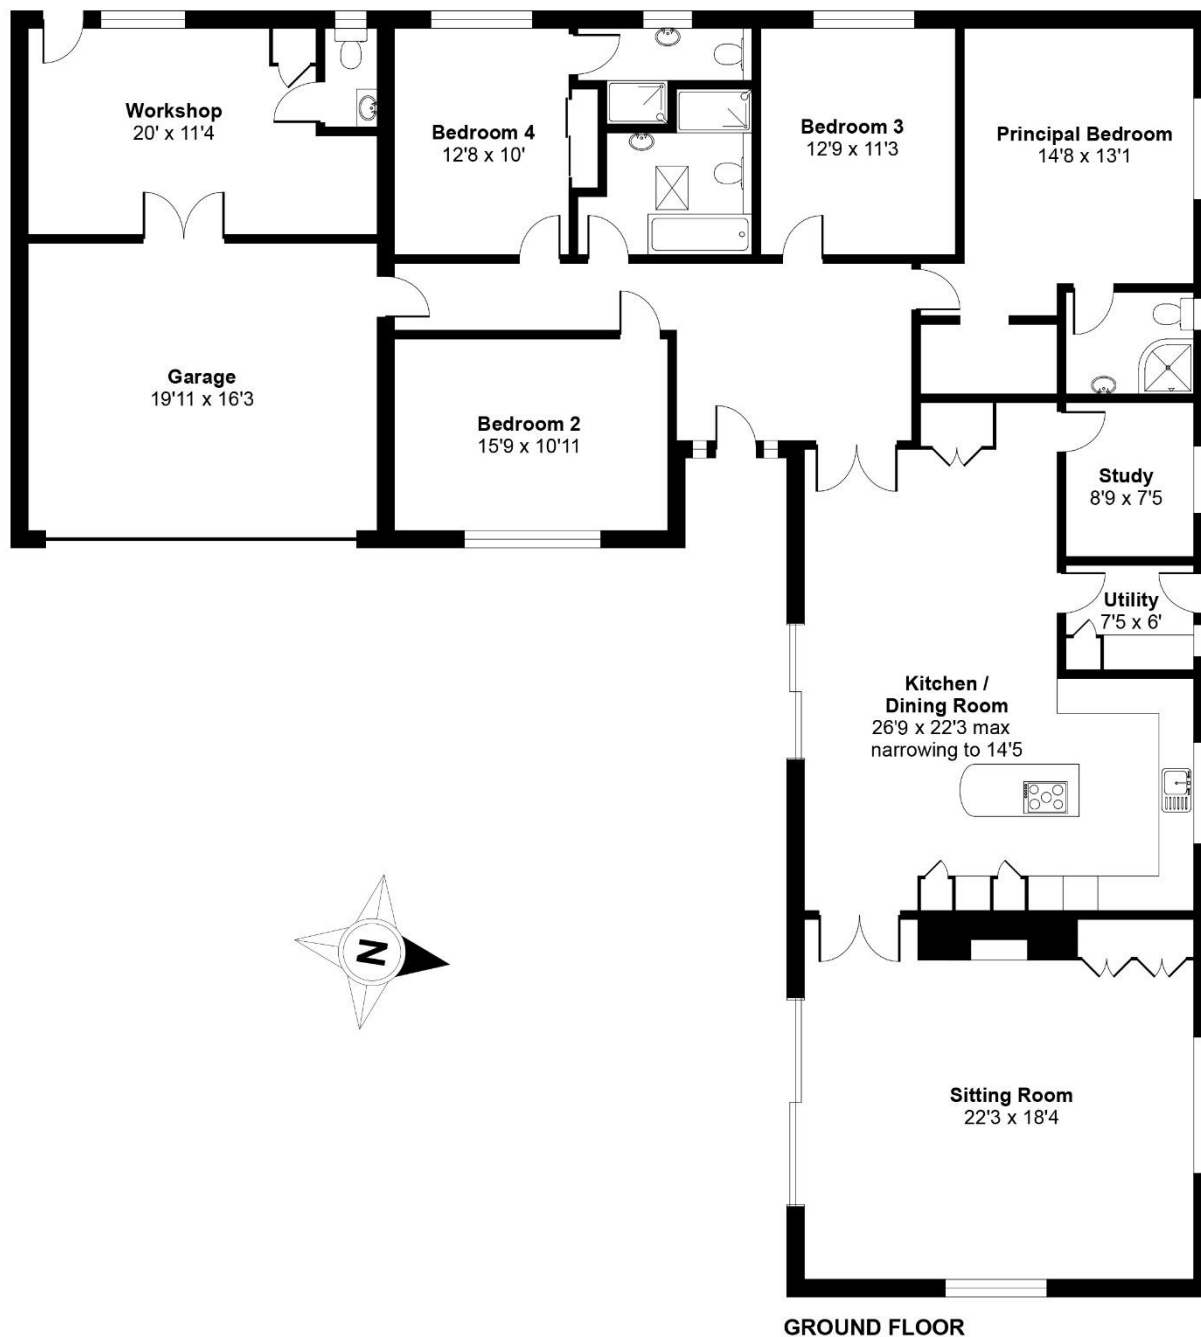 Workshop
20' x 11'4
Bedroom 4
12'8 x 10'
Bedroom 3
12'9 x 11'3
Principal Bedroom
14'8 x 13'1
Garage
19'11 x 16'3
Bedroom 2
15'9 x 10'11
Study
8'9 x 7'5
Utility
7'5 x 6'
Kitchen /
Dining Room
26'9 x 22'3 max
narrowing to 14'5
N
Sitting Room
22'3 x 18'4
GROUND FLOOR